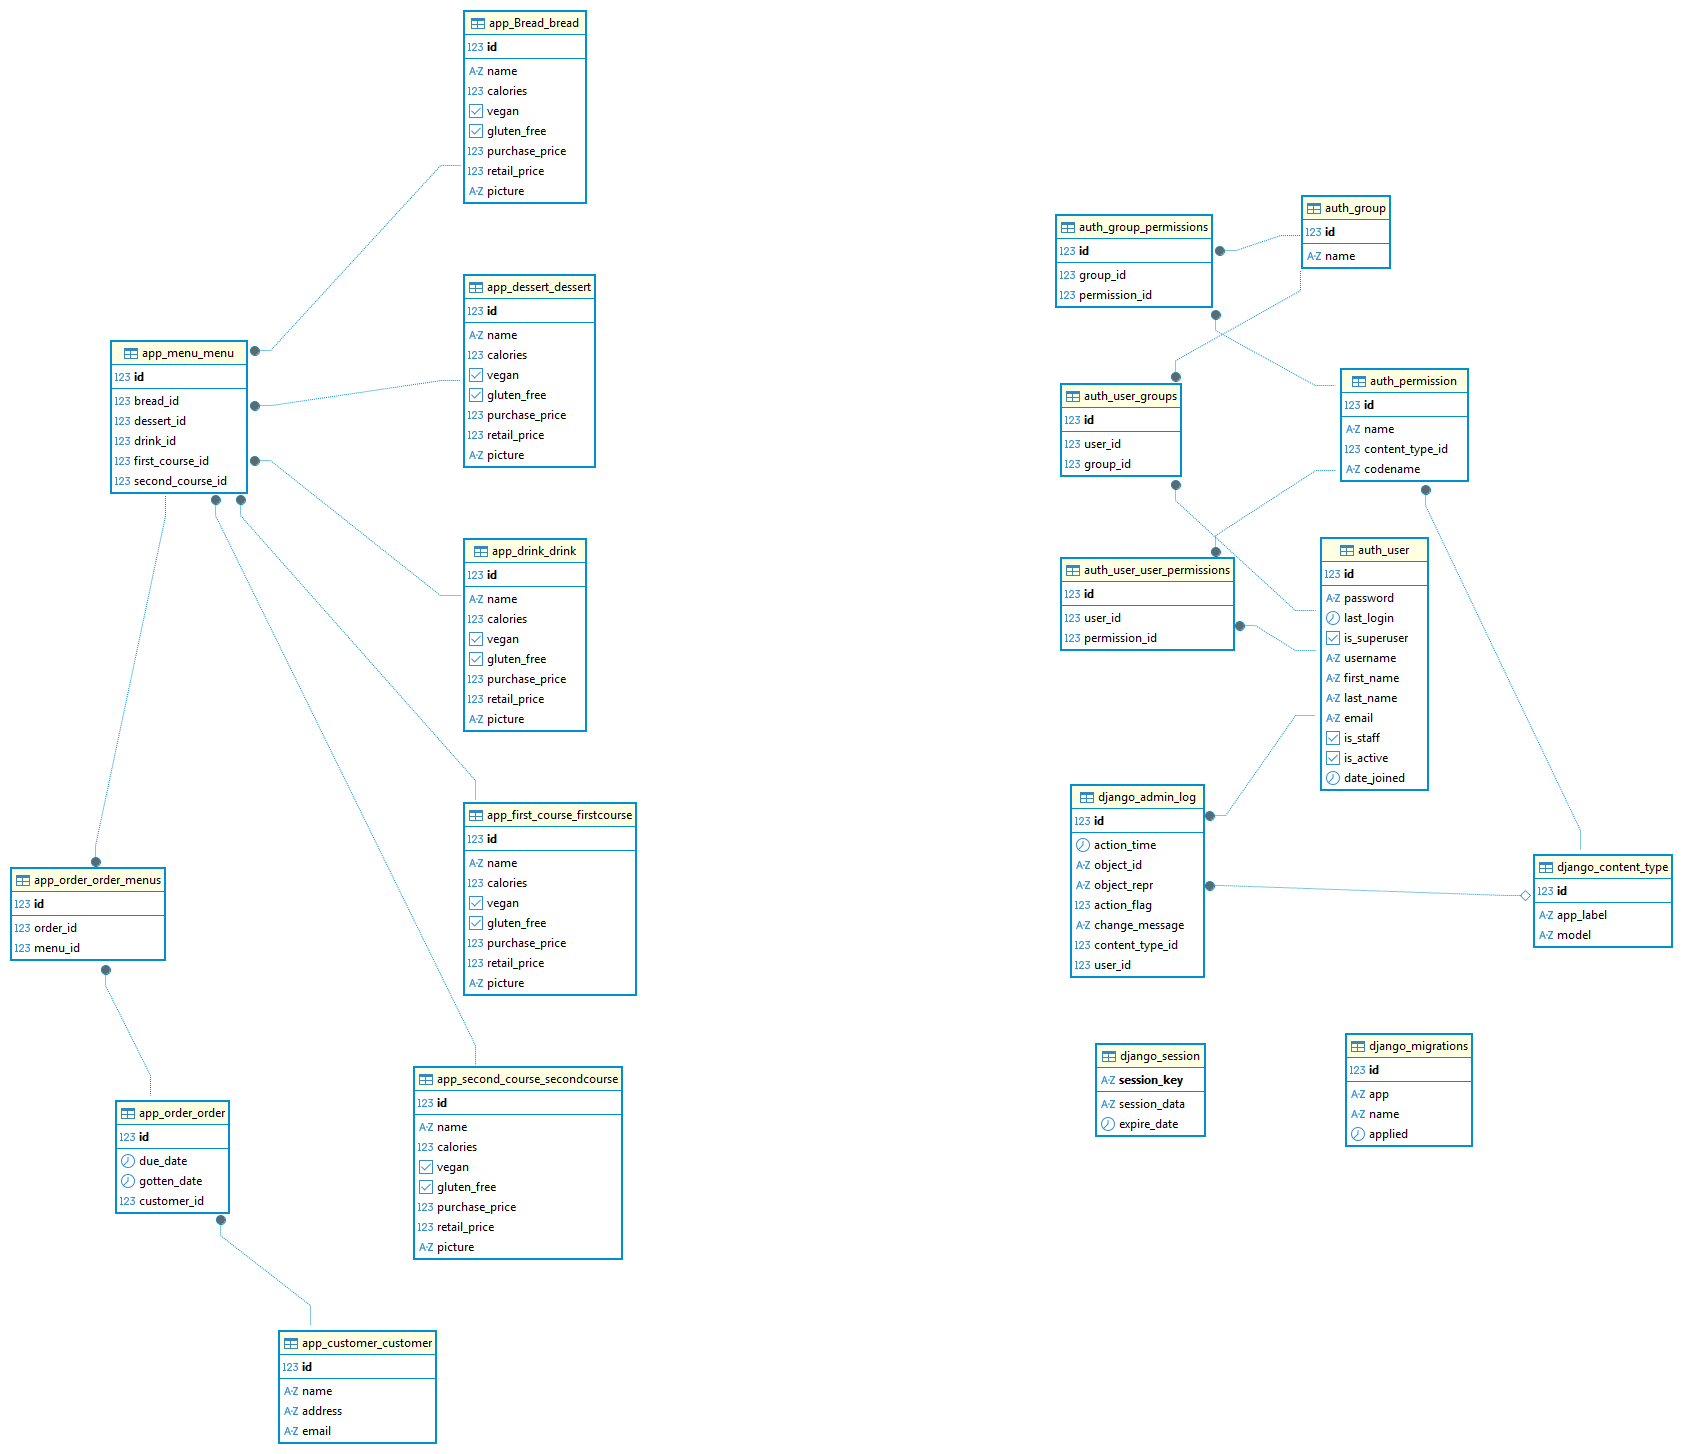 app_Bread_bread
123 id
A-Z name
123 calories
vegan
gluten_free
123 purchase_price
123 retail_price
A-Z picture
app_dessert_dessert
123 id
A-Z name
123 calories
vegan
gluten_free
123 purchase_price
123 retail_price
A-Z picture
app_menu_menu
123 id
123 bread_id
123 dessert_id
123 drink_id
123 first_course_id
123 second_course_id
app_drink_drink
123 id
A-Z name
123 calories
vegan
gluten_free
123 purchase_price
123 retail_price
A-Z picture
app_first_course_firstcourse
123 id
A-Z name
123 calories
vegan
gluten_free
123 purchase_price
123 retail_price
A-Z picture
app_order_order_menus
123 id
123 order_id
123 menu_id
app_second_course_secondcourse
123 id
A-Z name
123 calories
vegan
gluten_free
123 purchase_price
123 retail_price
A-Z picture
app_order_order
123 id
due_date
gotten_date
123 customer_id
app_customer_customer
123 id
A-Z name
A-Z address
A-Z email
auth_group
123 id
A-Z name
auth_group_permissions
123 id
123 group_id
123 permission_id
auth_permission
123 id
A-Z name
123 content_type_id
A-Z codename
auth_user_groups
123 id
123 user_id
123 group_id
auth_user
123 id
A-Z password
last_login
is_superuser
A-Z username
A-Z first_name
A-Z last_name
A-Z email
is_staff
is_active
date_joined
auth_user_user_permissions
123 id
123 user_id
123 permission_id
django_admin_log
123 id
action_time
A-Z object_id
A-Z object_repr
123 action_flag
A-Z change_message
123 content_type_id
123 user_id
django_content_type
123 id
A-Z app_label
A-Z model
django_session
A-Z session_key
A-Z session_data
expire_date
django_migrations
123 id
A-Z app
A-Z name
applied